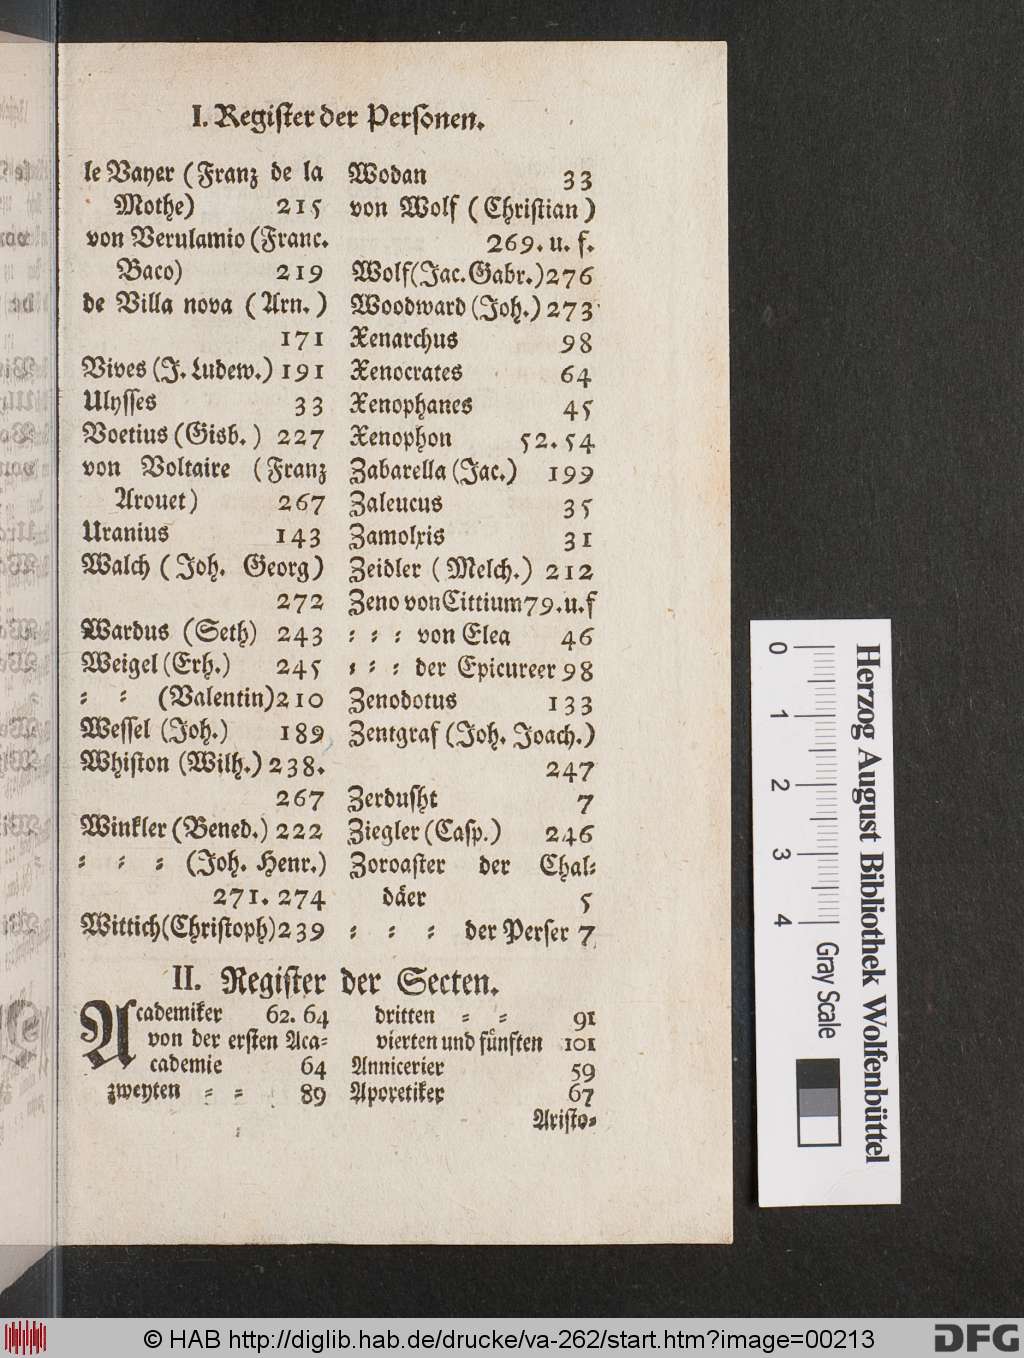 I. Regiſter der Perſonen.
le Vayer (Franz de la
Mothe) 215
von Verulamio (Franc.
Baco) 219
de Villa nova (Arn.)
171
Vives (J. Ludew.) 191
Ulyſſes 33
Voetius (Gisb.) 227
von Voltaire (Franz
Arouet) 267
Uranius 143
Walch (Joh. Georg)
272
Wardus (Seth) 243
Weigel (Erh.) 245
⸗ ⸗ (Valentin) 210
Weſſel (Joh.) 189
Whiſton (Wilh.) 238.
267
Winkler (Bened.) 222
⸗ ⸗ ⸗ (Joh. Henr.)
271. 274
Wittich (Chriſtoph) 239
Wodan 33
von Wolf (Chriſtian)
269. u. f.
Wolf (Jac. Gabr.) 276
Woodward (Joh.) 273
Xenarchus 98
Xenocrates 64
Xenophanes 45
Xenophon 52. 54
Zabarella (Jac.) 199
Zaleucus 35
Zamolxis 31
Zeidler (Melch.) 212
Zeno von Cittium 79. u. f
⸗ ⸗ ⸗ von Elea 46
⸗ ⸗ ⸗ der Epicureer 98
Zenodotus 133
Zentgraf (Joh. Joach.)
247
Zerduſht 7
Ziegler (Caſp.) 246
Zoroaſter der Chal⸗
däer 5
⸗ ⸗ ⸗ der Perſer 7
II. Regiſter der Secten.
Academiker 62. 64
von der erſten Aca⸗
cademie 64
zweyten ⸗ ⸗ 89
dritten ⸗ ⸗ 91
vierten und fünften 101
Annicerier 59
Aporetiker 67
Ariſto⸗
0 1 2 3 4
Gray Scale
Herzog August Bibliothek Wolfenbüttel
© HAB http://diglib.hab.de/drucke/va-262/start.htm?image=00213
DFG